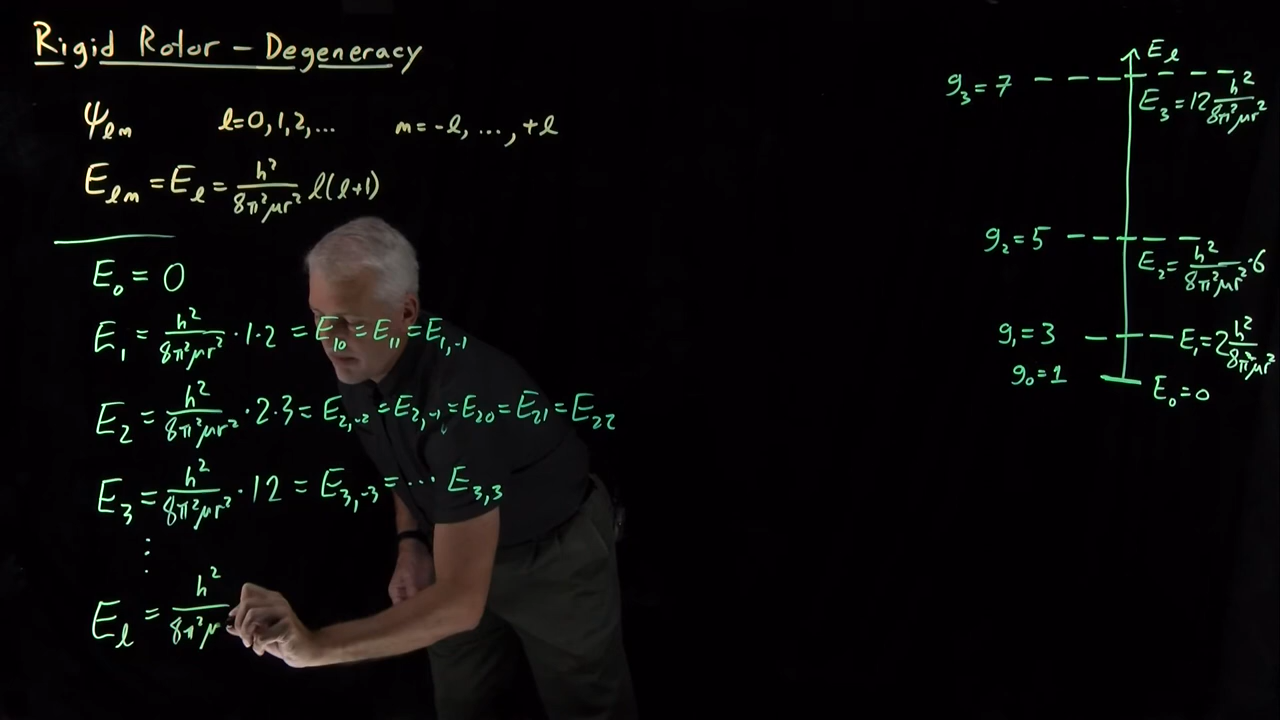 Rigid Rotor – Degeneracy
ψₗₘ l=0,1,2,... m=-l, ..., +l
Eₗₘ = Eₗ = h²/8π²μr² l(l+1)
E₀ = 0
E₁ = h²/8π²μr² · 1·2 = E₁₀ = E₁₁ = E₁,₋₁
E₂ = h²/8π²μr² · 2·3 = E₂,₋₂ = E₂,₋₁ = E₂₀ = E₂₁ = E₂₂
E₃ = h²/8π²μr² · 12 = E₃,₋₃ = ... E₃,₃
⋮
Eₗ = h²/8π²μ
Eₗ
g₃ = 7 E₃ = 12 h²/8π²μr²
g₂ = 5 E₂ = h²/8π²μr² · 6
g₁ = 3 E₁ = 2 h²/8π²μr²
g₀ = 1 E₀ = 0